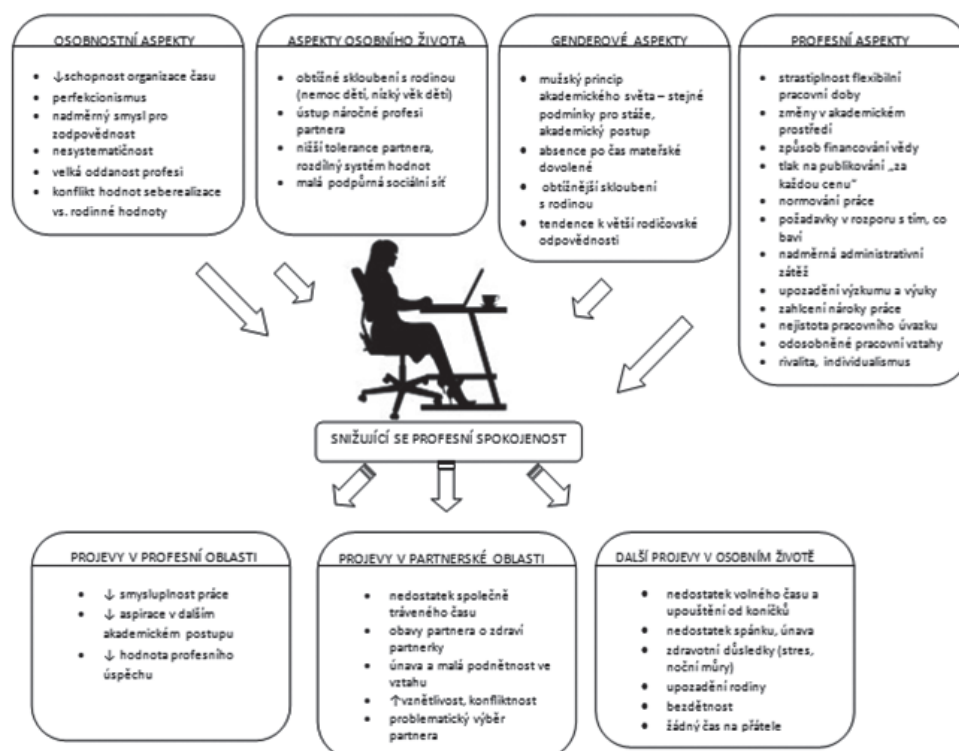 OSOBNOSTNÍ ASPEKTY
• ↓schopnost organizace času
• perfekcionismus
• nadměrný smysl pro
zodpovědnost
• nesystematičnost
• velká oddanost profesi
• konflikt hodnot seberealizace
vs. rodinné hodnoty
ASPEKTY OSOBNÍHO ŽIVOTA
• obtížné skloubení s rodinou
(nemoc dětí, nízký věk dětí)
• ústup náročné profesi
partnera
• nižší tolerance partnera,
rozdílný systém hodnot
• malá podpůrná sociální síť
GENDEROVÉ ASPEKTY
• mužský princip
akademického světa – stejné
podmínky pro stáže,
akademický postup
• absence po čas mateřské
dovolené
• obtížnější skloubení
s rodinou
• tendence k větší rodičovské
odpovědnosti
PROFESNÍ ASPEKTY
• strastiplnost flexibilní
pracovní doby
• změny v akademickém
prostředí
• způsob financování vědy
• tlak na publikování „za
každou cenu“
• normování práce
• požadavky v rozporu s tím, co
baví
• nadměrná administrativní
zátěž
• upozadění výzkumu a výuky
• zahlcení nároky práce
• nejistota pracovního úvazku
• odosobněné pracovní vztahy
• rivalita, individualismus
SNIŽUJÍCÍ SE PROFESNÍ SPOKOJENOST
PROJEVY V PROFESNÍ OBLASTI
• ↓ smysluplnost práce
• ↓ aspirace v dalším
akademickém postupu
• ↓ hodnota profesního
úspěchu
PROJEVY V PARTNERSKÉ OBLASTI
• nedostatek společně
tráveného času
• obavy partnera o zdraví
partnerky
• únava a malá podnětnost ve
vztahu
• ↑vznětlivost, konfliktnost
• problematický výběr
partnera
DALŠÍ PROJEVY V OSOBNÍM ŽIVOTĚ
• nedostatek volného času a
upouštění od koníčků
• nedostatek spánku, únava
• zdravotní důsledky (stres,
noční můry)
• upozadění rodiny
• bezdětnost
• žádný čas na přátele